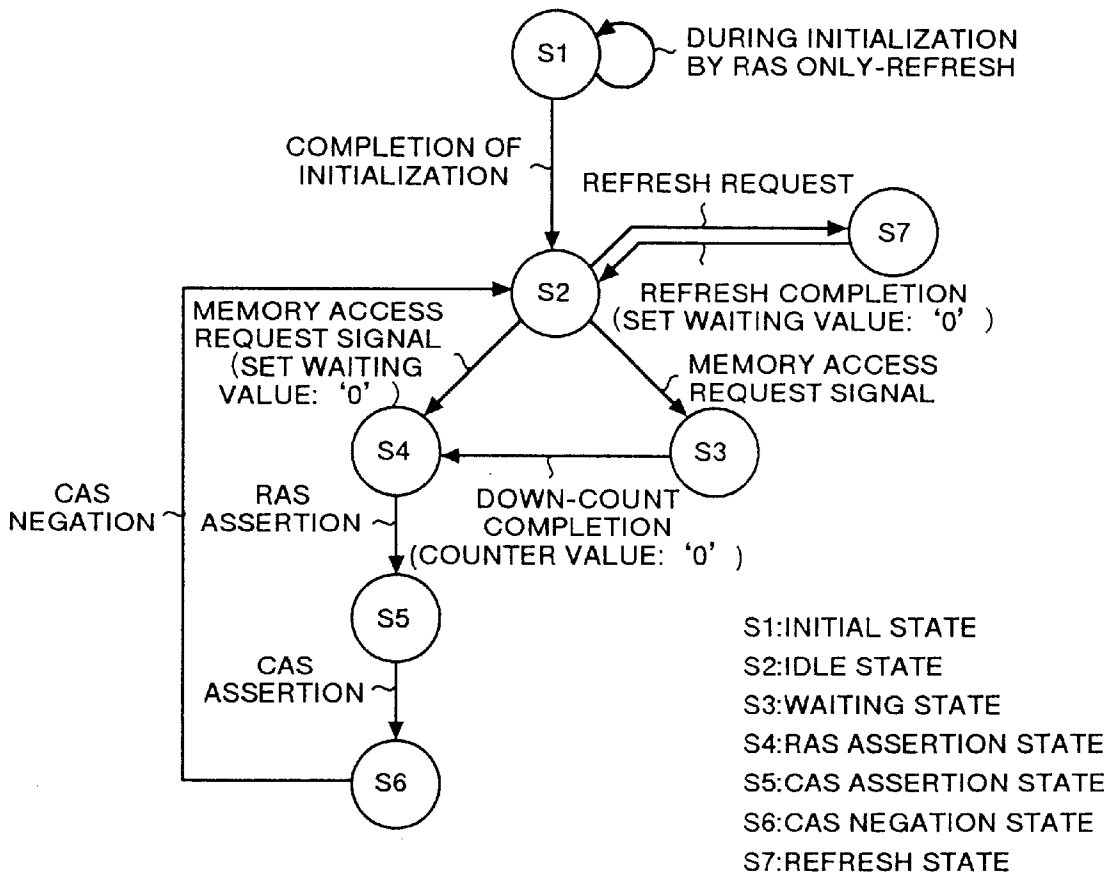 S1
DURING INITIALIZATION
BY RAS ONLY-REFRESH
COMPLETION OF
INITIALIZATION
REFRESH REQUEST
S7
S2
REFRESH COMPLETION
(SET WAITING VALUE: ‘0’ )
MEMORY ACCESS
REQUEST SIGNAL
(SET WAITING
VALUE: ‘0’ )
MEMORY ACCESS
REQUEST SIGNAL
S4
S3
CAS
NEGATION
RAS
ASSERTION
DOWN-COUNT
COMPLETION
(COUNTER VALUE: ‘0’ )
S5
CAS
ASSERTION
S6
S1:INITIAL STATE
S2:IDLE STATE
S3:WAITING STATE
S4:RAS ASSERTION STATE
S5:CAS ASSERTION STATE
S6:CAS NEGATION STATE
S7:REFRESH STATE